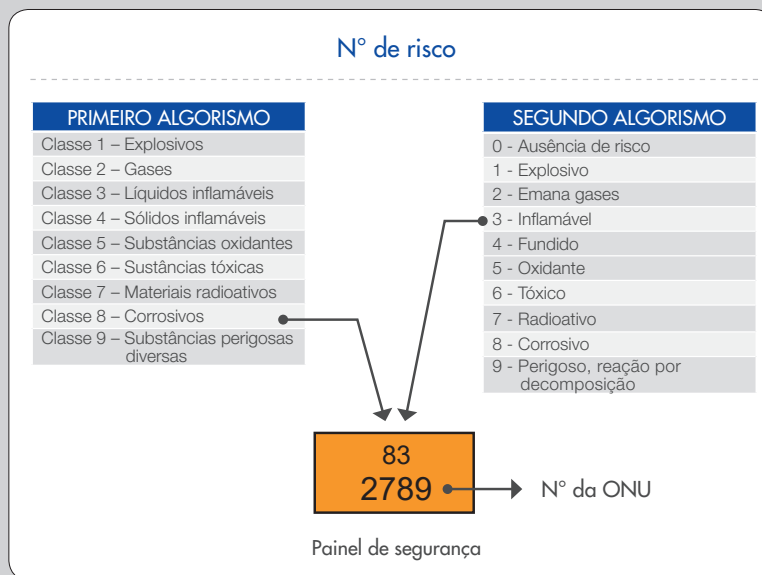 N° de risco
PRIMEIRO ALGORISMO
Classe 1 – Explosivos
Classe 2 – Gases
Classe 3 – Líquidos inflamáveis
Classe 4 – Sólidos inflamáveis
Classe 5 – Substâncias oxidantes
Classe 6 – Sustâncias tóxicas
Classe 7 – Materiais radioativos
Classe 8 – Corrosivos
Classe 9 – Substâncias perigosas
diversas
SEGUNDO ALGORISMO
0 - Ausência de risco
1 - Explosivo
2 - Emana gases
3 - Inflamável
4 - Fundido
5 - Oxidante
6 - Tóxico
7 - Radioativo
8 - Corrosivo
9 - Perigoso, reação por
decomposição
83
2789
N° da ONU
Painel de segurança